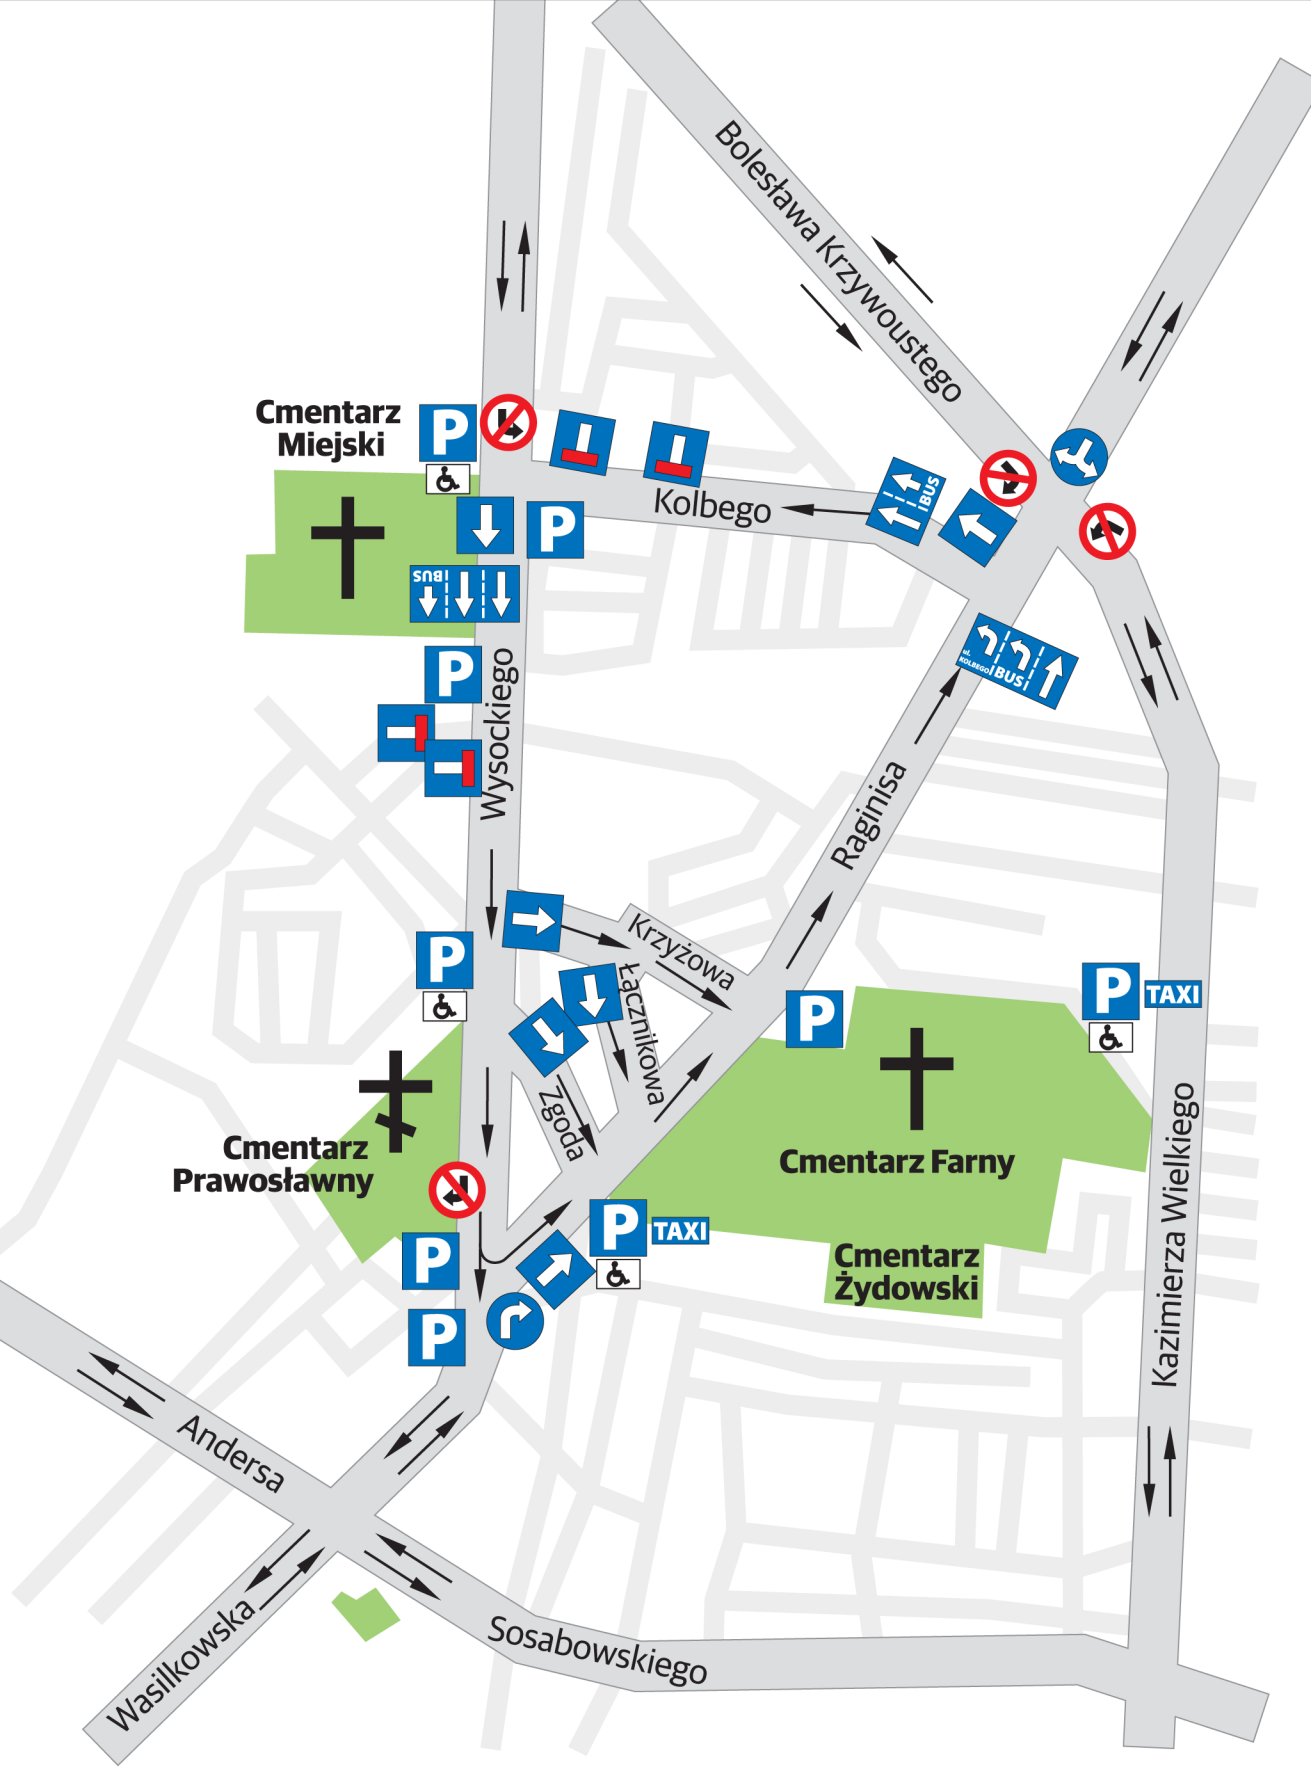 Bolesława Krzywoustego
Cmentarz
Miejski
P
BUS
Kolbego
P
BUS
P
Wysockiego
ul.
KOLBEGO
BUS
Raginisa
Krzyżowa
P
Łącznikowa
P
P
TAXI
Zgoda
Cmentarz
Prawosławny
Cmentarz Farny
P
TAXI
P
Cmentarz
Żydowski
Kazimierza Wielkiego
P
Andersa
Wasilkowska
Sosabowskiego